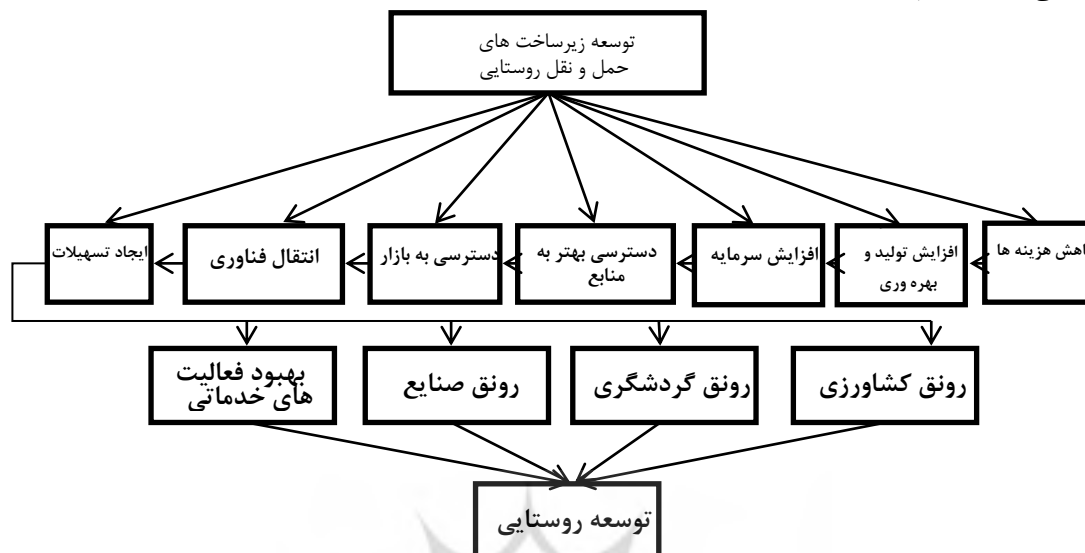 توسعه زیرساخت های
حمل و نقل روستایی
اهش هزینه ها
افزایش تولید و
بهره وری
افزایش سرمایه
دسترسی بهتر به
منابع
دسترسی به بازار
انتقال فناوری
ایجاد تسهیلات
رونق کشاورزی
رونق گردشگری
رونق صنایع
بهبود فعالیت
های خدماتی
توسعه روستایی